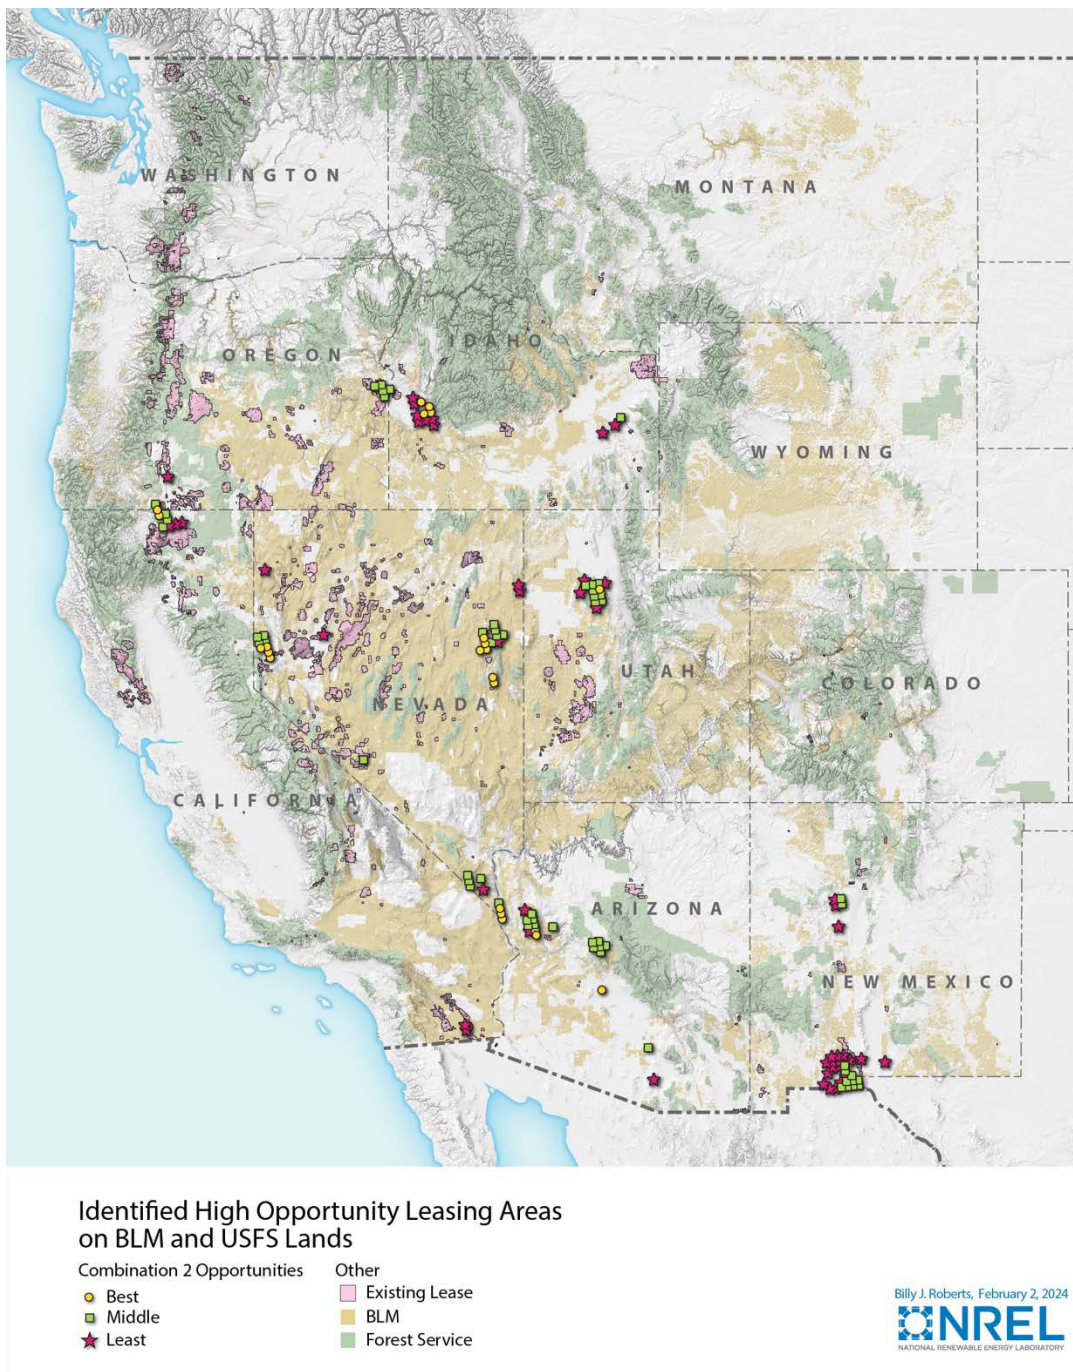 WASHINGTON
MONTANA
OREGON
IDAHO
WYOMING
NEVADA
UTAH
COLORADO
CALIFORNIA
ARIZONA
NEW MEXICO
Identified High Opportunity Leasing Areas
on BLM and USFS Lands
Combination 2 Opportunities
Best
Middle
Least
Other
Existing Lease
BLM
Forest Service
Billy J. Roberts, February 2, 2024
NREL
NATIONAL RENEWABLE ENERGY LABORATORY